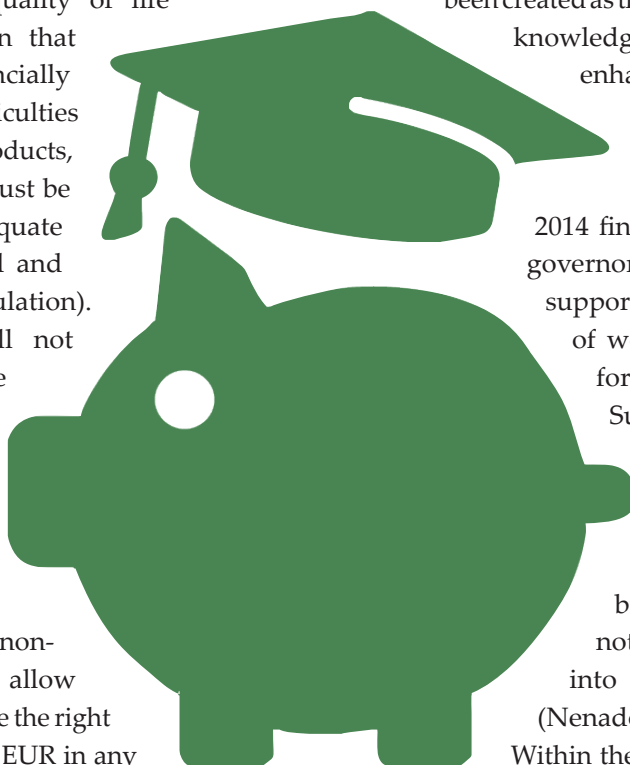 quality of life
n that
ncially
culties
oducts,
ust be
quate
l and
ulation).
ll not
e
non-
allow
e the right
EUR in any
been created as t
knowledg
enha
2014 fin
governor
suppor
of w
for
Su
b
not
into
(Nenad
Within the